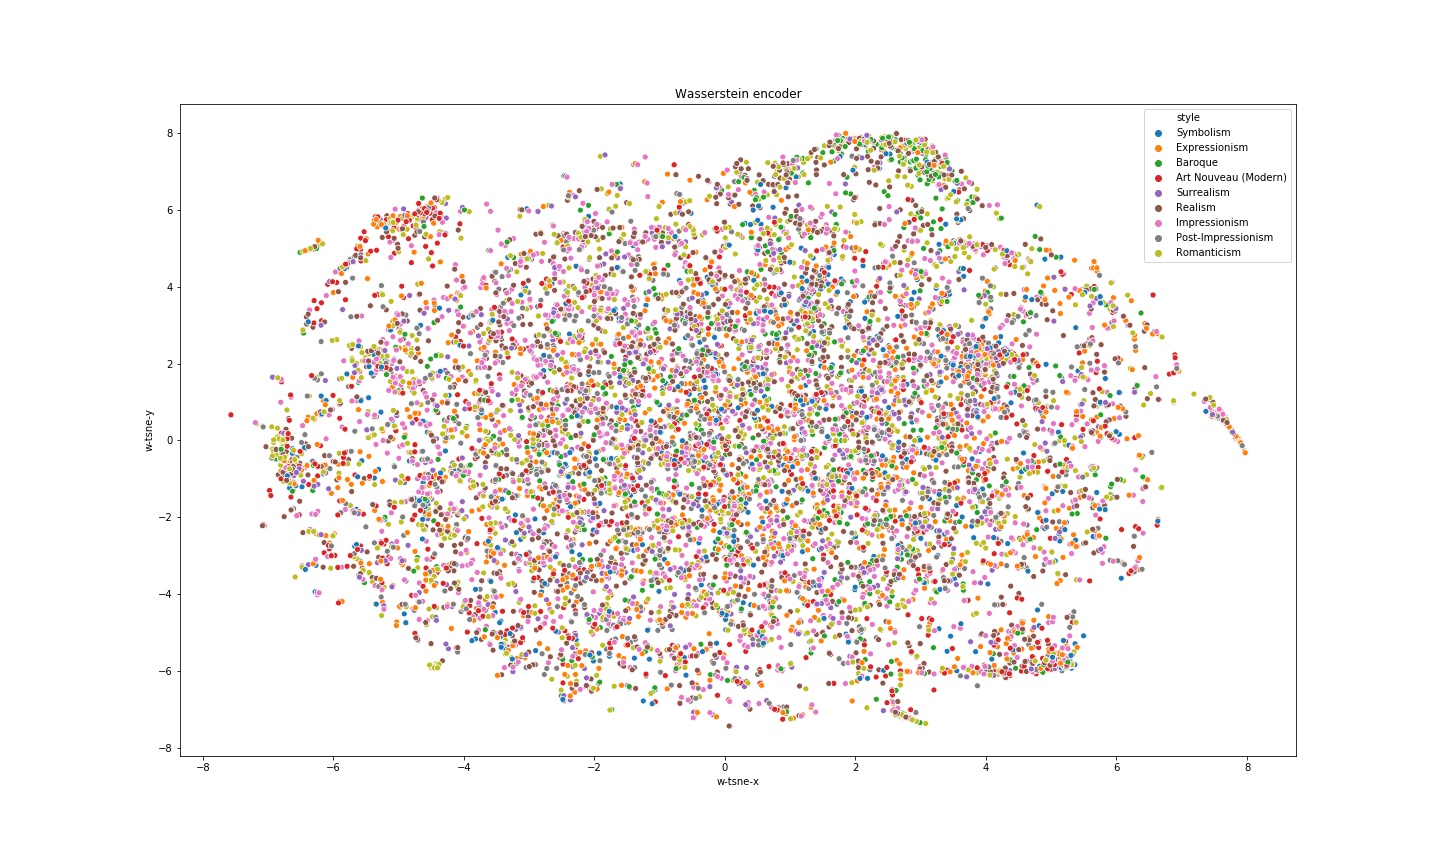 Wasserstein encoder
style
Symbolism
Expressionism
Baroque
Art Nouveau (Modern)
Surrealism
Realism
Impressionism
Post-Impressionism
Romanticism
w-tsne-y
8
6
4
2
0
−2
−4
−6
−8
−8 −6 −4 −2 0 2 4 6 8
w-tsne-x